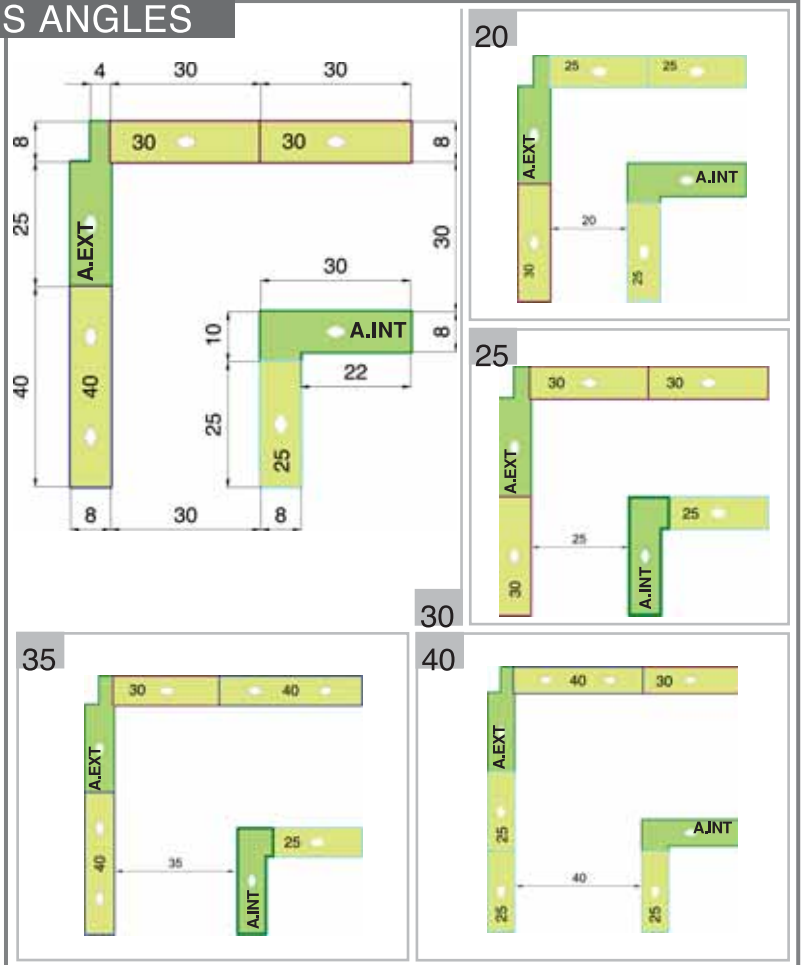 S ANGLES
4 30 30
8 30 30 8
25 A.EXT 30
30
10 A.INT 8
22
40 40 25 25
8 30 8
30
20
25 25
A.EXT A.INT
20
30 25
25
30 30
A.EXT 25
25
30 A.INT
35
30 40
A.EXT
25
40 35
A.INT
40
40 30
A.EXT
A.INT
25
40
25 25